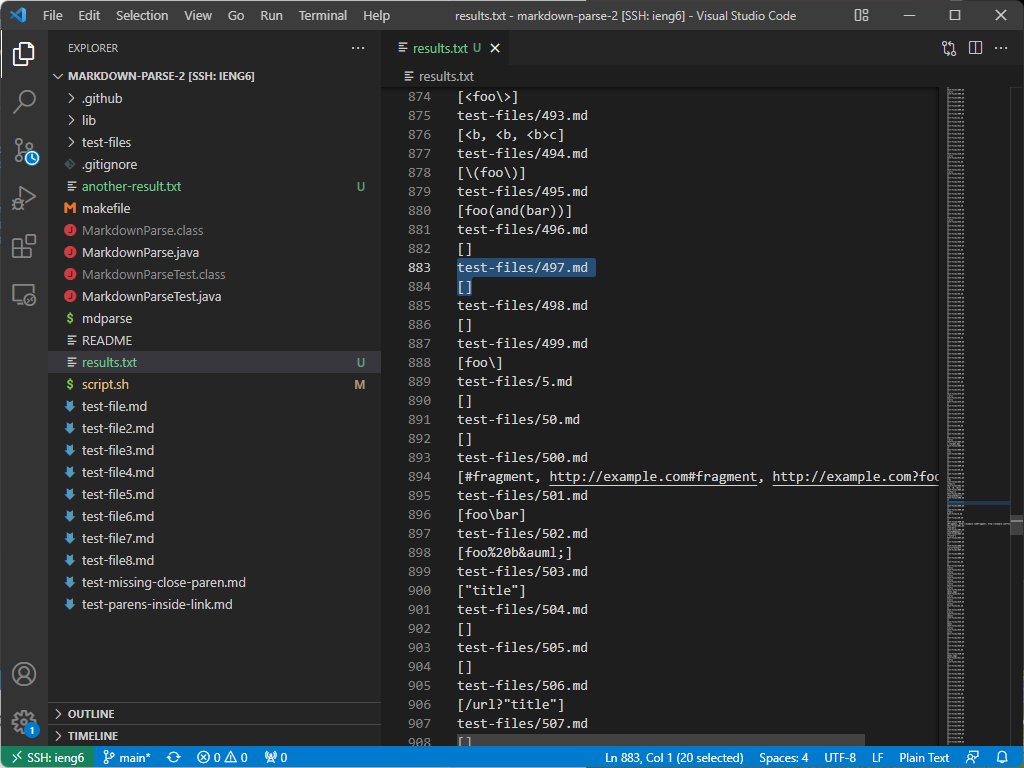 File Edit Selection View Go Run Terminal Help results.txt - markdown-parse-2 [SSH: ieng6] - Visual Studio Code
EXPLORER
MARKDOWN-PARSE-2 [SSH: IENG6]
.github
lib
test-files
.gitignore
another-result.txt U
makefile
MarkdownParse.class
MarkdownParse.java
MarkdownParseTest.class
MarkdownParseTest.java
$ mdparse
README
results.txt U
$ script.sh M
test-file.md
test-file2.md
test-file3.md
test-file4.md
test-file5.md
test-file6.md
test-file7.md
test-file8.md
test-missing-close-paren.md
test-parens-inside-link.md
OUTLINE
TIMELINE
results.txt U
results.txt
874 [<foo\>]
875 test-files/493.md
876 [<b, <b, <b>c]
877 test-files/494.md
878 [\(foo\)]
879 test-files/495.md
880 [foo(and(bar))]
881 test-files/496.md
882 []
883 test-files/497.md
884 []
885 test-files/498.md
886 []
887 test-files/499.md
888 [foo\]
889 test-files/5.md
890 []
891 test-files/50.md
892 []
893 test-files/500.md
894 [#fragment, http://example.com#fragment, http://example.com?foo
895 test-files/501.md
896 [foo\bar]
897 test-files/502.md
898 [foo%20b&auml;]
899 test-files/503.md
900 ["title"]
901 test-files/504.md
902 []
903 test-files/505.md
904 []
905 test-files/506.md
906 [/url?"title"]
907 test-files/507.md
908 []
1
SSH: ieng6 main* 0 0 0 Ln 883, Col 1 (20 selected) Spaces: 4 UTF-8 LF Plain Text